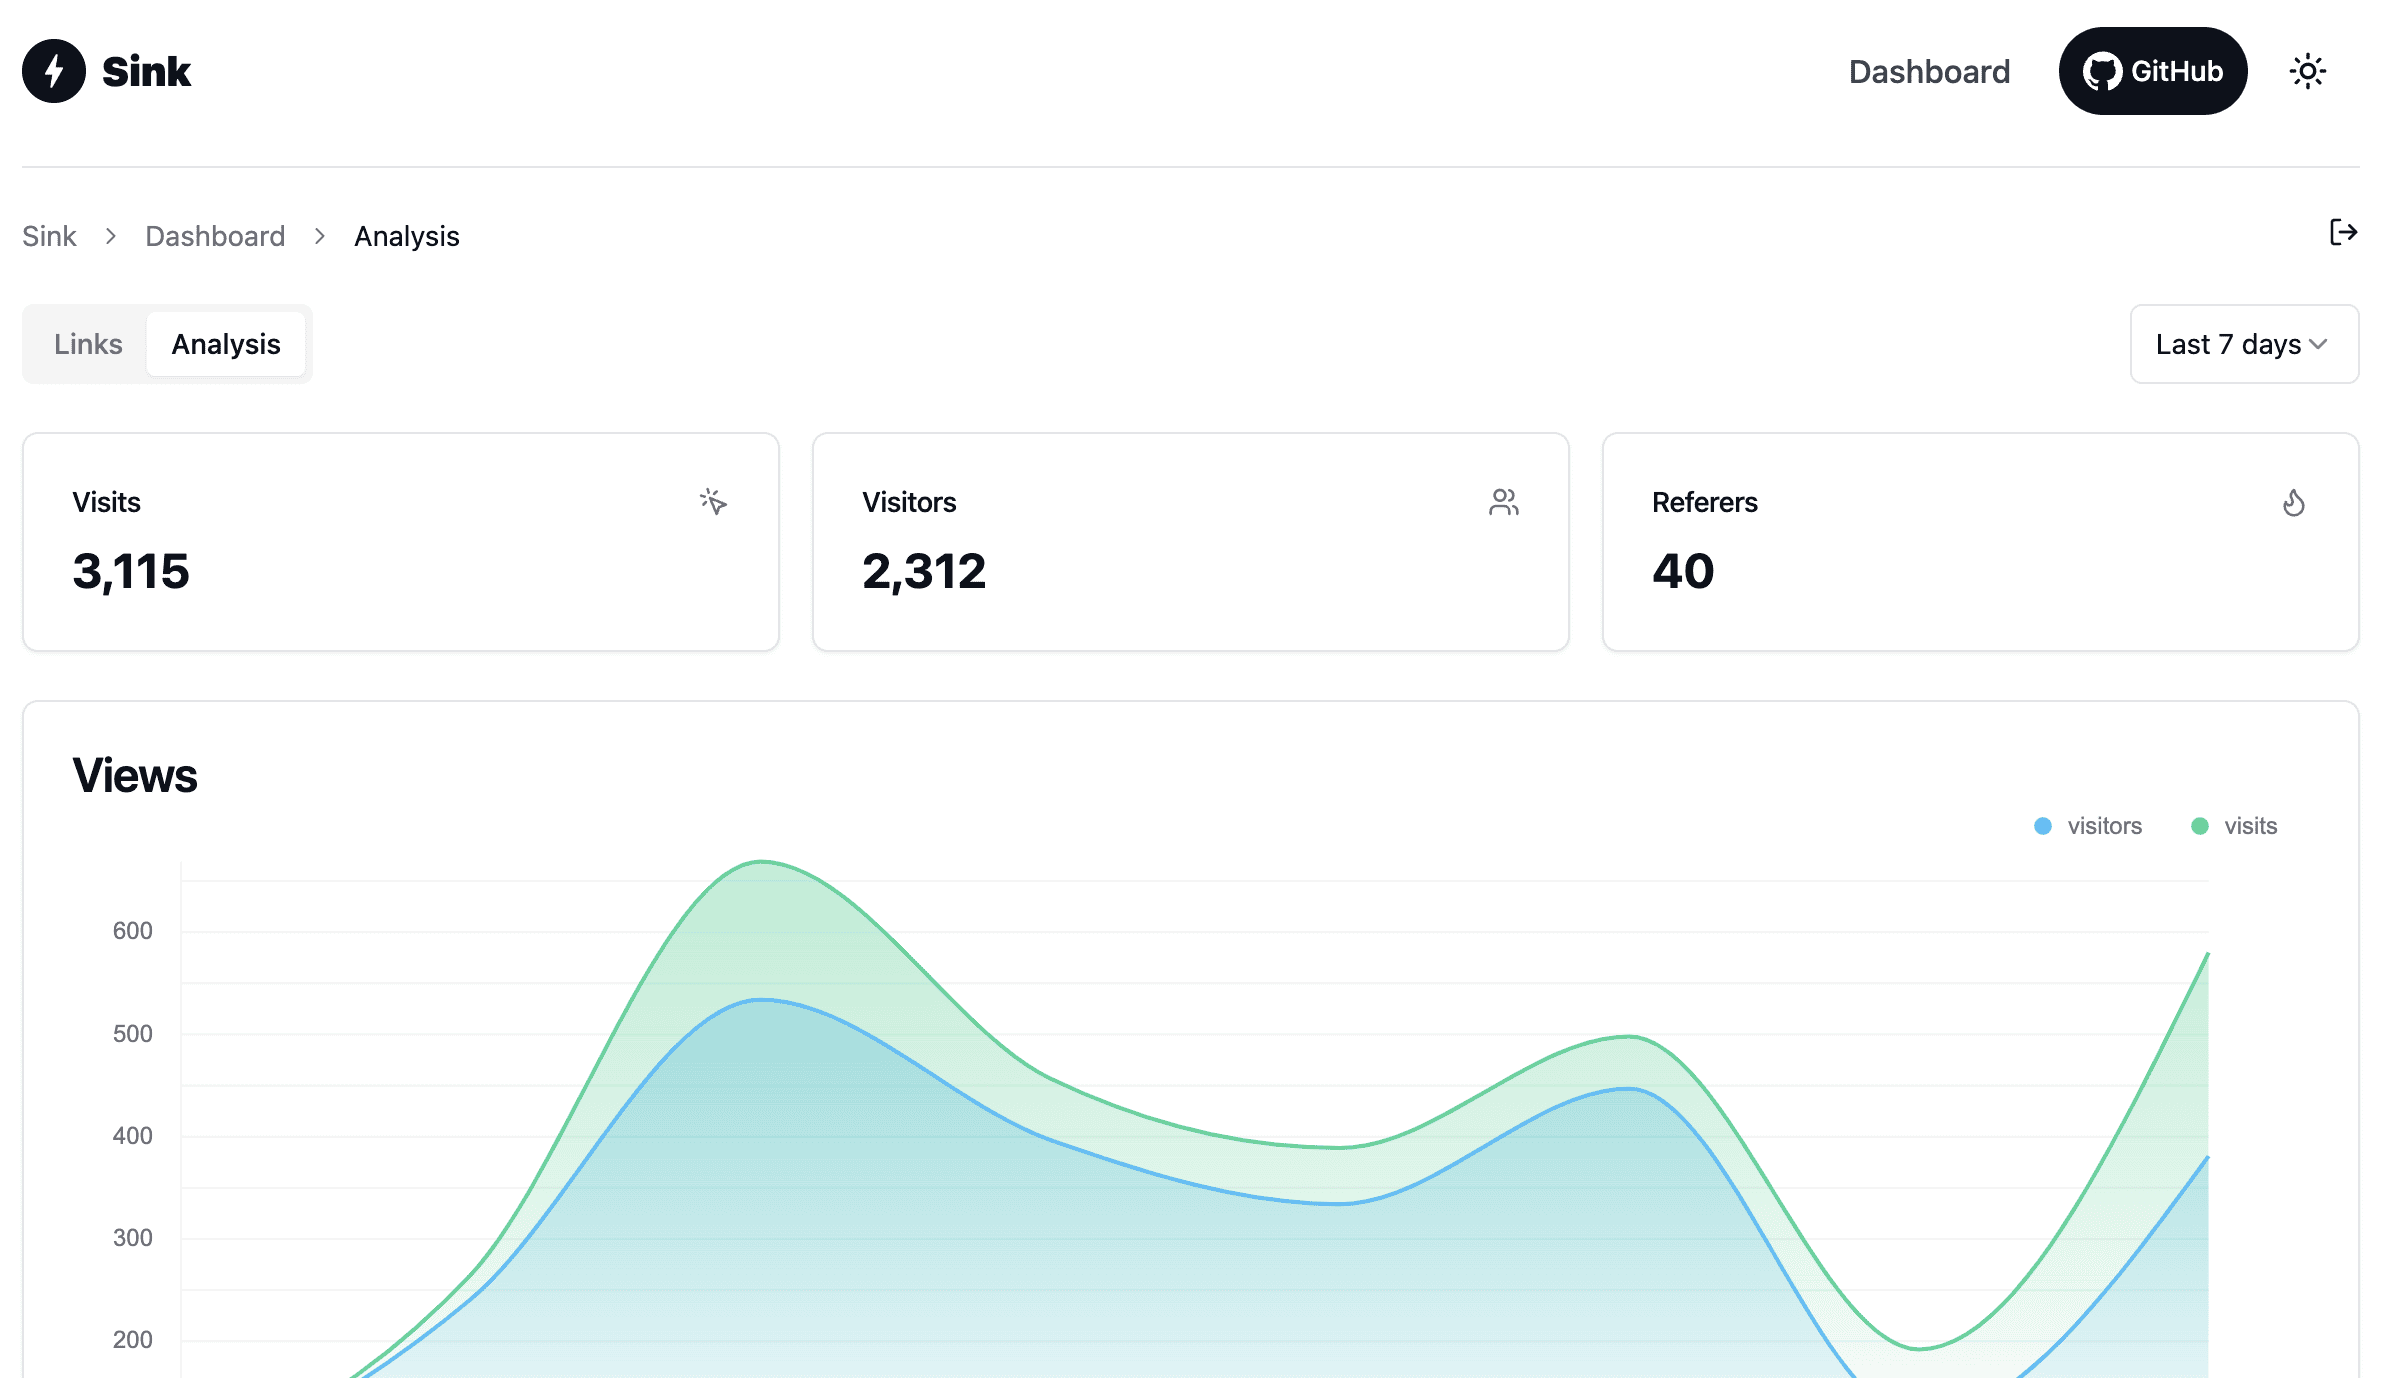 Sink
Dashboard
GitHub
Sink > Dashboard > Analysis
Links
Analysis
Last 7 days
Visits
3,115
Visitors
2,312
Referers
40
Views
visitors
visits
600
500
400
300
200